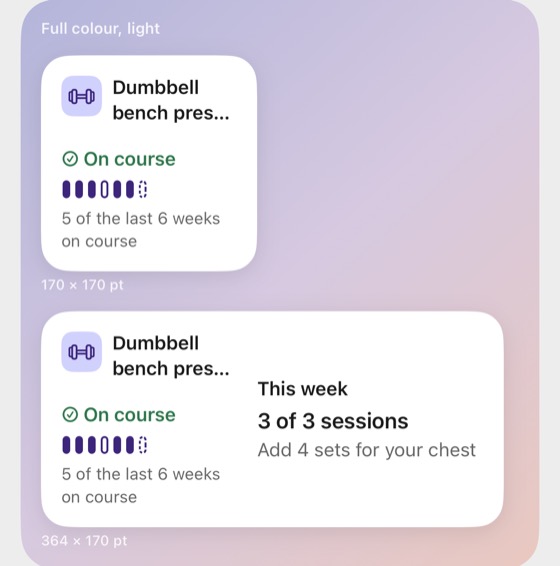 Full colour, light
Dumbbell
bench pres...
On course
5 of the last 6 weeks
on course
170 × 170 pt
Dumbbell
bench pres...
On course
5 of the last 6 weeks
on course
This week
3 of 3 sessions
Add 4 sets for your chest
364 × 170 pt